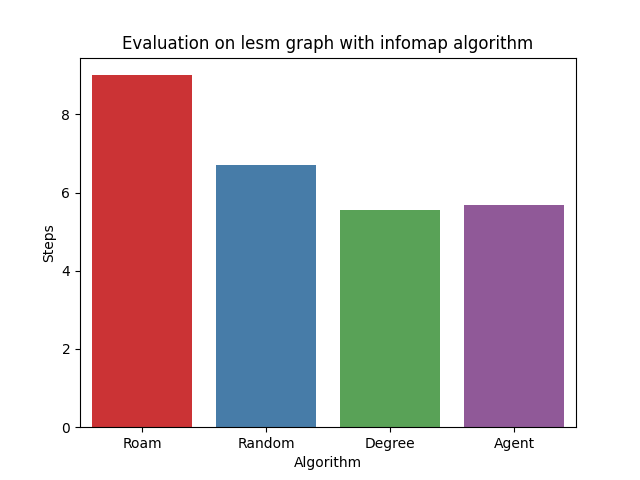 Evaluation on lesm graph with infomap algorithm
8
6
4
2
0
Steps
Roam Random Degree Agent
Algorithm